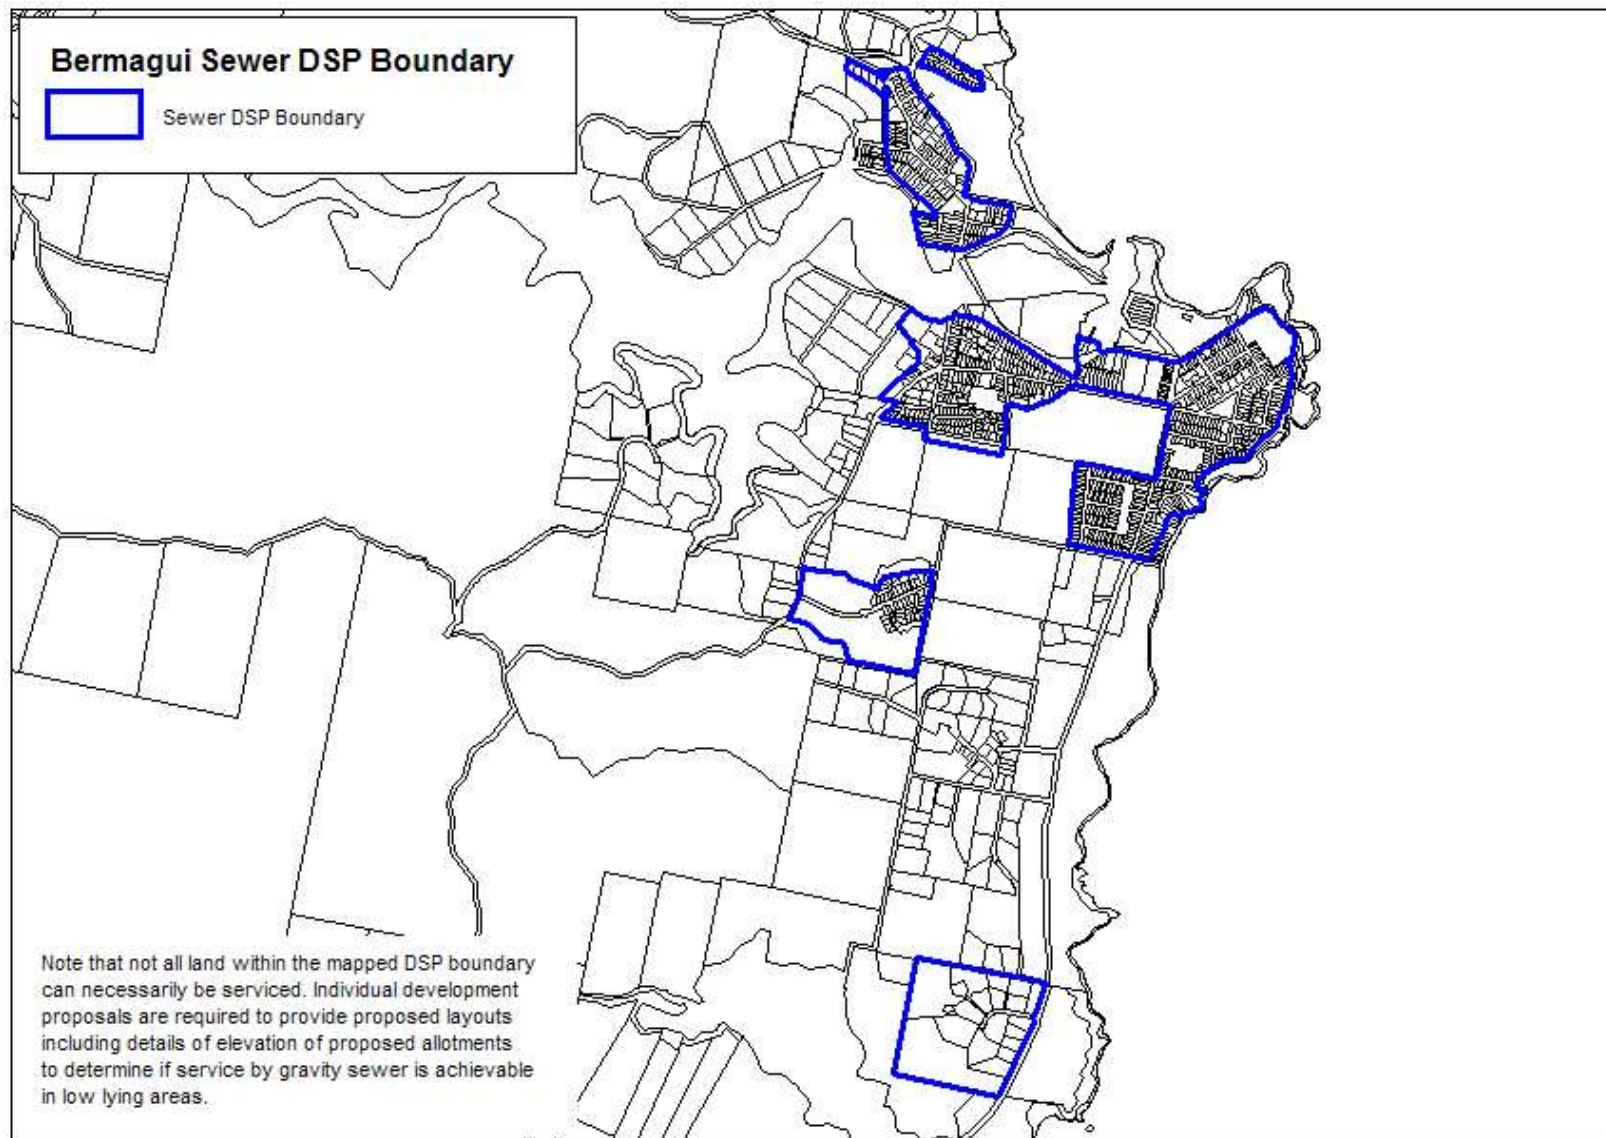 Bermagui Sewer DSP Boundary
Sewer DSP Boundary
Note that not all land within the mapped DSP boundary
can necessarily be serviced. Individual development
proposals are required to provide proposed layouts
including details of elevation of proposed allotments
to determine if service by gravity sewer is achievable
in low lying areas.